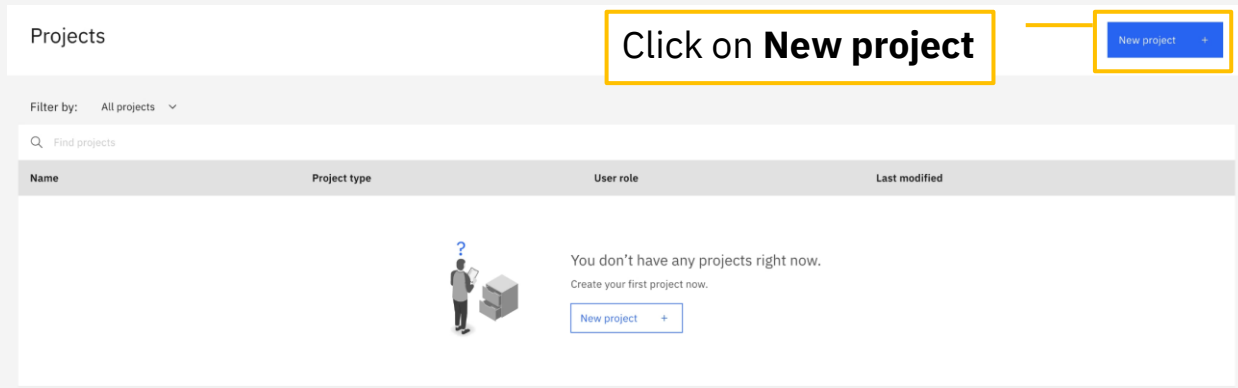 Projects
Click on New project
New project +
Filter by: All projects
Find projects
Name Project type User role Last modified
?
You don't have any projects right now.
Create your first project now.
New project +